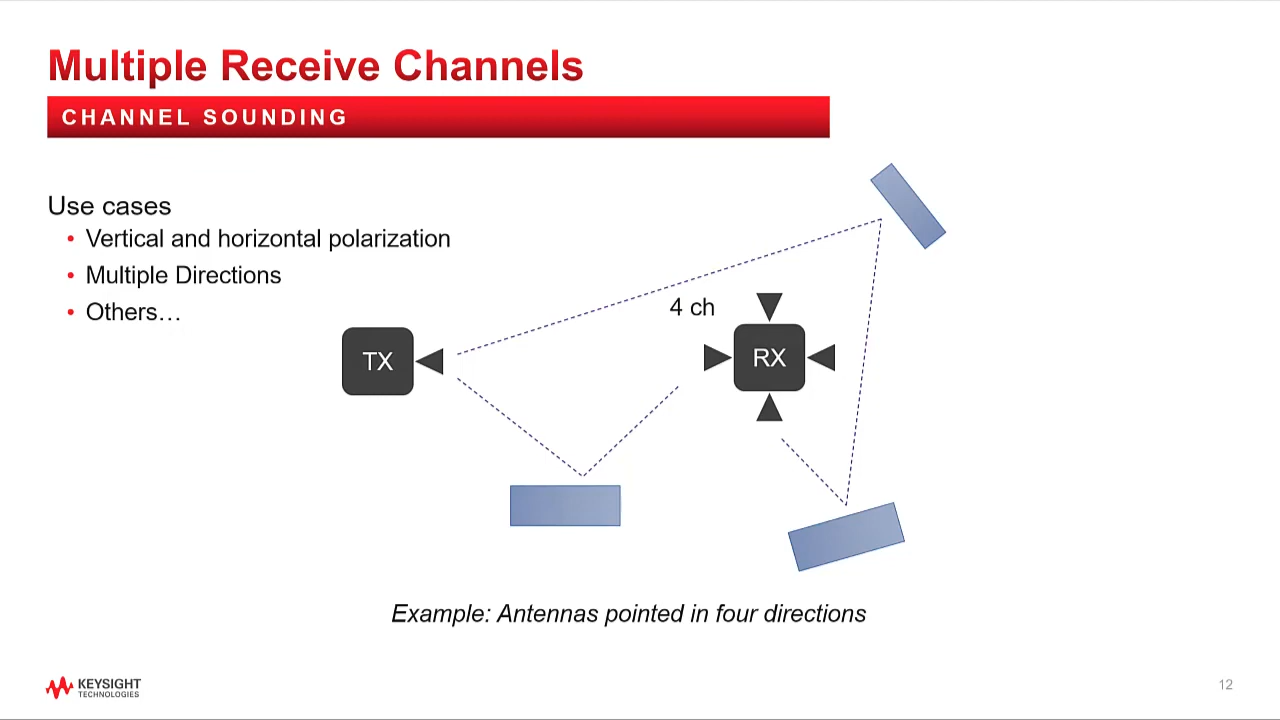 Multiple Receive Channels
CHANNEL SOUNDING
Use cases
• Vertical and horizontal polarization
• Multiple Directions
• Others…
4 ch
TX
RX
Example: Antennas pointed in four directions
KEYSIGHT
TECHNOLOGIES
12